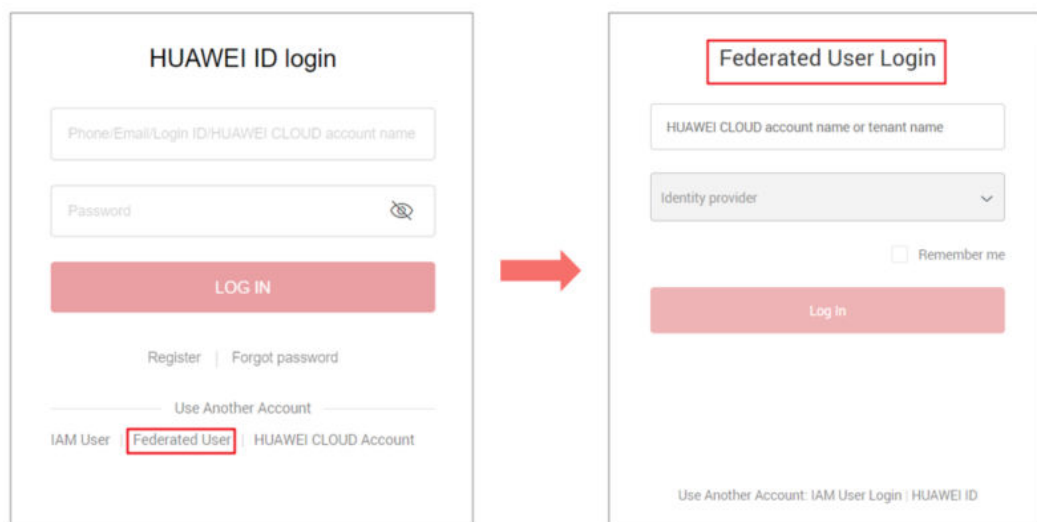 HUAWEI ID login
Phone/Email/Login ID/HUAWEI CLOUD account name
Password
LOG IN
Register | Forgot password
Use Another Account
IAM User | Federated User | HUAWEI CLOUD Account
Federated User Login
HUAWEI CLOUD account name or tenant name
Identity provider
Remember me
Log In
Use Another Account: IAM User Login | HUAWEI ID